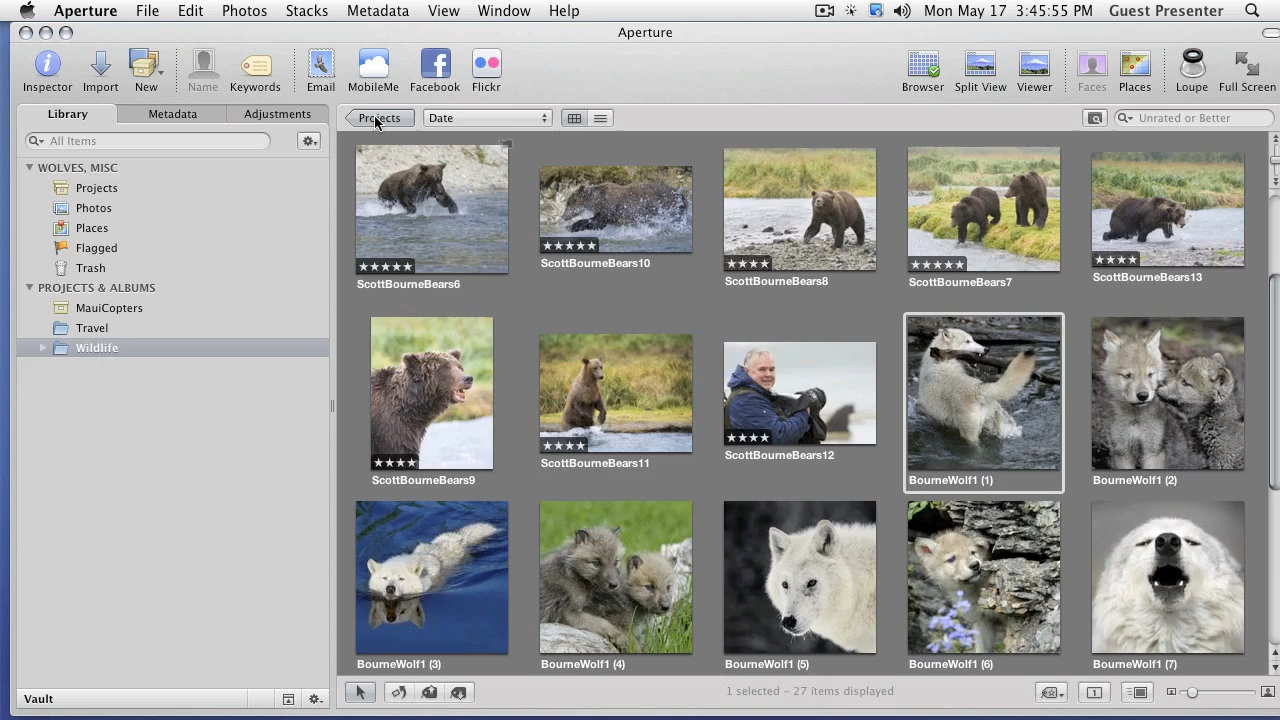 Aperture File Edit Photos Stacks Metadata View Window Help Mon May 17 3:45:55 PM Guest Presenter
Aperture
Inspector Import New Name Keywords Email MobileMe Facebook Flickr Browser Split View Viewer Faces Places Loupe Full Screen
Library Metadata Adjustments
Projects Date Unrated or Better
All Items
WOLVES, MISC
Projects
Photos
Places
Flagged
Trash
PROJECTS & ALBUMS
MauiCopters
Travel
Wildlife
ScottBourneBears6 ScottBourneBears10 ScottBourneBears8 ScottBourneBears7 ScottBourneBears13
ScottBourneBears9 ScottBourneBears11 ScottBourneBears12 BourneWolf1 (1) BourneWolf1 (2)
BourneWolf1 (3) BourneWolf1 (4) BourneWolf1 (5) BourneWolf1 (6) BourneWolf1 (7)
Vault
1 selected – 27 items displayed
1